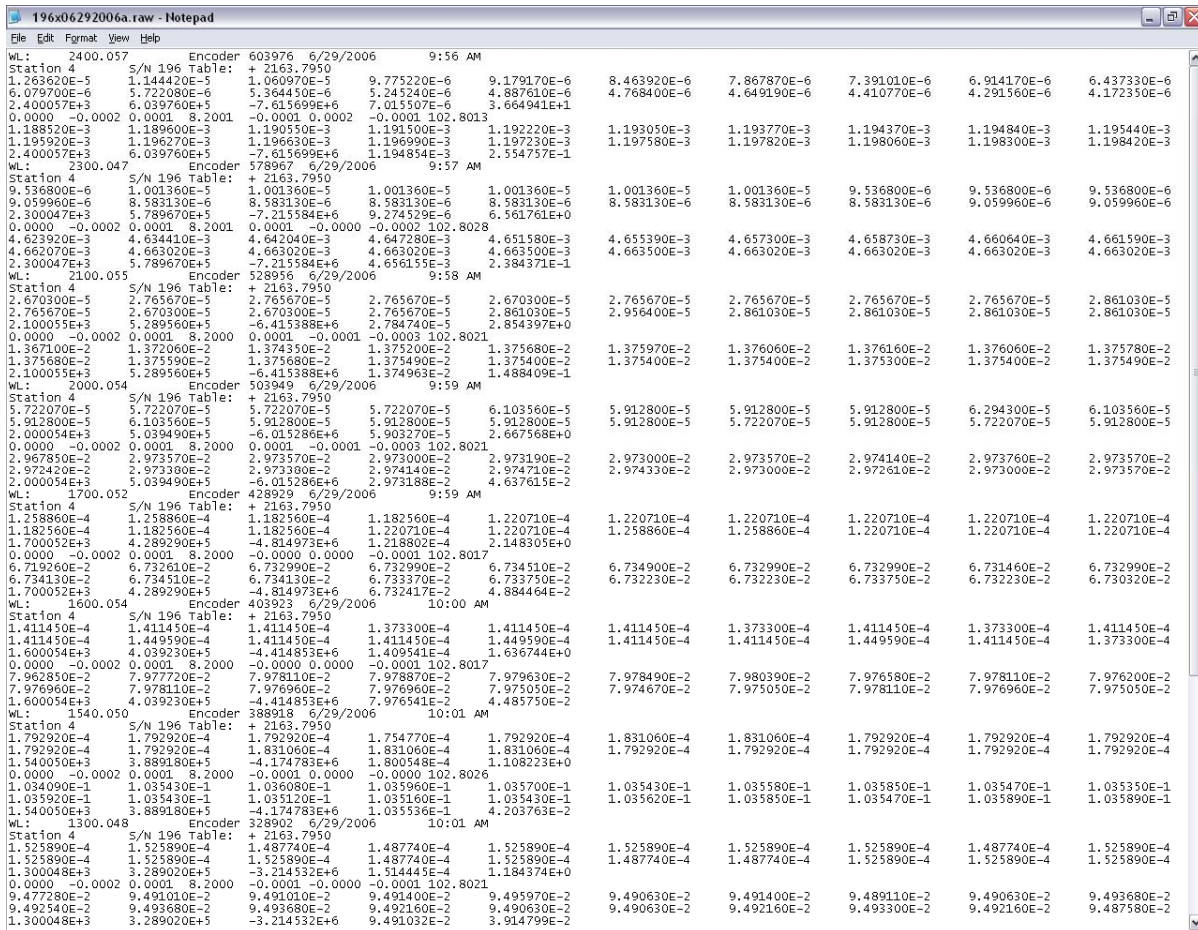 196x06292006a.raw - Notepad
File Edit Format View Help
WL: 2400.057 Encoder 603976 6/29/2006 9:56 AM
Station 4 S/N 196 Table: + 2163.7950
1.263620E-5 1.144420E-5 1.060970E-5 9.775220E-6 9.179170E-6 8.463920E-6 7.867870E-6 7.391010E-6 6.914170E-6 6.437330E-6
6.079700E-6 5.722080E-6 5.364450E-6 5.245240E-6 4.887610E-6 4.768400E-6 4.649190E-6 4.410770E-6 4.291560E-6 4.172350E-6
2.400057E+3 6.039760E+5 -7.615699E+6 7.015507E-6 3.664941E+1
0.0000 -0.0002 0.0001 8.2001 -0.0001 0.0002 -0.0001 102.8013
1.188520E-3 1.189600E-3 1.190550E-3 1.191500E-3 1.192220E-3 1.193050E-3 1.193770E-3 1.194370E-3 1.194840E-3 1.195440E-3
1.195920E-3 1.196270E-3 1.196630E-3 1.196990E-3 1.197230E-3 1.197580E-3 1.197820E-3 1.198060E-3 1.198300E-3 1.198420E-3
2.400057E+3 6.039760E+5 -7.615699E+6 1.194854E-3 2.554757E-1
WL: 2300.047 Encoder 578967 6/29/2006 9:57 AM
Station 4 S/N 196 Table: + 2163.7950
9.536800E-6 1.001360E-5 1.001360E-5 1.001360E-5 1.001360E-5 1.001360E-5 1.001360E-5 9.536800E-6 9.536800E-6 9.536800E-6
9.059960E-6 8.583130E-6 8.583130E-6 8.583130E-6 8.583130E-6 8.583130E-6 8.583130E-6 8.583130E-6 9.059960E-6 9.059960E-6
2.300047E+3 5.789670E+5 -7.215584E+6 9.274529E-6 6.561761E+0
0.0000 -0.0002 0.0001 8.2001 0.0001 -0.0000 -0.0002 102.8028
4.623920E-3 4.634410E-3 4.642040E-3 4.647280E-3 4.651580E-3 4.655390E-3 4.657300E-3 4.658730E-3 4.660640E-3 4.661590E-3
4.662070E-3 4.663020E-3 4.663020E-3 4.663020E-3 4.663500E-3 4.663500E-3 4.663020E-3 4.663020E-3 4.663020E-3 4.663020E-3
2.300047E+3 5.789670E+5 -7.215584E+6 4.656155E-3 2.384371E-1
WL: 2100.055 Encoder 528956 6/29/2006 9:58 AM
Station 4 S/N 196 Table: + 2163.7950
2.670300E-5 2.765670E-5 2.765670E-5 2.765670E-5 2.670300E-5 2.765670E-5 2.765670E-5 2.765670E-5 2.765670E-5 2.861030E-5
2.765670E-5 2.670300E-5 2.670300E-5 2.765670E-5 2.861030E-5 2.956400E-5 2.861030E-5 2.861030E-5 2.861030E-5 2.861030E-5
2.100055E+3 5.289560E+5 -6.415388E+6 2.784740E-5 2.854397E+0
0.0000 -0.0002 0.0001 8.2000 0.0001 -0.0001 -0.0003 102.8021
1.367100E-2 1.372060E-2 1.374350E-2 1.375200E-2 1.375680E-2 1.375970E-2 1.376060E-2 1.376160E-2 1.376060E-2 1.375780E-2
1.375680E-2 1.375590E-2 1.375680E-2 1.375490E-2 1.375400E-2 1.375400E-2 1.375400E-2 1.375300E-2 1.375400E-2 1.375490E-2
2.100055E+3 5.289560E+5 -6.415388E+6 1.374963E-2 1.488409E-1
WL: 2000.054 Encoder 503949 6/29/2006 9:59 AM
Station 4 S/N 196 Table: + 2163.7950
5.722070E-5 5.722070E-5 5.722070E-5 5.722070E-5 6.103560E-5 5.912800E-5 5.912800E-5 5.912800E-5 6.294300E-5 6.103560E-5
5.912800E-5 6.103560E-5 5.912800E-5 5.912800E-5 5.912800E-5 5.912800E-5 5.912800E-5 5.722070E-5 5.722070E-5 5.912800E-5
2.000054E+3 5.039490E+5 -6.015286E+6 5.903270E-5 2.667568E+0
0.0000 -0.0002 0.0001 8.2000 0.0001 -0.0001 -0.0003 102.8021
2.967850E-2 2.973570E-2 2.973570E-2 2.973000E-2 2.973190E-2 2.973000E-2 2.973570E-2 2.974140E-2 2.973760E-2 2.973570E-2
2.972420E-2 2.973380E-2 2.973380E-2 2.974140E-2 2.974710E-2 2.974330E-2 2.973000E-2 2.972610E-2 2.973000E-2 2.973570E-2
2.000054E+3 5.039490E+5 -6.015286E+6 2.973188E-2 4.637615E-2
WL: 1700.052 Encoder 428929 6/29/2006 9:59 AM
Station 4 S/N 196 Table: + 2163.7950
1.258860E-4 1.258860E-4 1.182560E-4 1.182560E-4 1.220710E-4 1.220710E-4 1.220710E-4 1.220710E-4 1.220710E-4 1.220710E-4
1.182560E-4 1.182560E-4 1.182560E-4 1.220710E-4 1.220710E-4 1.258860E-4 1.258860E-4 1.220710E-4 1.220710E-4 1.220710E-4
1.700052E+3 4.289290E+5 -4.814973E+6 1.218802E-4 2.148305E+0
0.0000 -0.0002 0.0001 8.2000 -0.0000 0.0000 -0.0001 102.8017
6.719260E-2 6.732610E-2 6.732990E-2 6.732990E-2 6.734510E-2 6.734900E-2 6.732990E-2 6.732990E-2 6.731460E-2 6.732990E-2
6.734130E-2 6.734510E-2 6.734130E-2 6.733370E-2 6.733750E-2 6.732230E-2 6.732230E-2 6.733750E-2 6.732230E-2 6.730320E-2
1.700052E+3 4.289290E+5 -4.814973E+6 6.732417E-2 4.884464E-2
WL: 1600.054 Encoder 403923 6/29/2006 10:00 AM
Station 4 S/N 196 Table: + 2163.7950
1.411450E-4 1.411450E-4 1.411450E-4 1.373300E-4 1.411450E-4 1.411450E-4 1.373300E-4 1.411450E-4 1.373300E-4 1.411450E-4
1.411450E-4 1.449590E-4 1.411450E-4 1.411450E-4 1.449590E-4 1.411450E-4 1.411450E-4 1.449590E-4 1.411450E-4 1.373300E-4
1.600054E+3 4.039230E+5 -4.414853E+6 1.409541E-4 1.636744E+0
0.0000 -0.0002 0.0001 8.2000 -0.0000 0.0000 -0.0001 102.8017
7.962850E-2 7.977720E-2 7.978110E-2 7.978870E-2 7.979630E-2 7.978490E-2 7.980390E-2 7.976580E-2 7.978110E-2 7.976200E-2
7.976960E-2 7.978110E-2 7.976960E-2 7.976960E-2 7.975050E-2 7.974670E-2 7.975050E-2 7.978110E-2 7.976960E-2 7.975050E-2
1.600054E+3 4.039230E+5 -4.414853E+6 7.976541E-2 4.485750E-2
WL: 1540.050 Encoder 388918 6/29/2006 10:01 AM
Station 4 S/N 196 Table: + 2163.7950
1.792920E-4 1.792920E-4 1.792920E-4 1.754770E-4 1.792920E-4 1.831060E-4 1.831060E-4 1.792920E-4 1.792920E-4 1.792920E-4
1.792920E-4 1.792920E-4 1.831060E-4 1.831060E-4 1.831060E-4 1.792920E-4 1.792920E-4 1.831060E-4 1.792920E-4 1.792920E-4
1.540050E+3 3.889180E+5 -4.174783E+6 1.800548E-4 1.108223E+0
0.0000 -0.0002 0.0001 8.2000 -0.0001 0.0000 -0.0000 102.8026
1.034090E-1 1.035430E-1 1.036080E-1 1.035960E-1 1.035700E-1 1.035430E-1 1.035580E-1 1.035850E-1 1.035470E-1 1.035350E-1
1.035920E-1 1.035430E-1 1.035120E-1 1.035160E-1 1.035430E-1 1.035620E-1 1.035850E-1 1.035470E-1 1.035890E-1 1.035890E-1
1.540050E+3 3.889180E+5 -4.174783E+6 1.035536E-1 4.203763E-2
WL: 1300.048 Encoder 328902 6/29/2006 10:01 AM
Station 4 S/N 196 Table: + 2163.7950
1.525890E-4 1.525890E-4 1.487740E-4 1.487740E-4 1.525890E-4 1.525890E-4 1.525890E-4 1.525890E-4 1.487740E-4 1.525890E-4
1.525890E-4 1.525890E-4 1.525890E-4 1.487740E-4 1.525890E-4 1.487740E-4 1.487740E-4 1.525890E-4 1.525890E-4 1.525890E-4
1.300048E+3 3.289020E+5 -3.214532E+6 1.514445E-4 1.184374E+0
0.0000 -0.0002 0.0001 8.2000 -0.0001 -0.0000 -0.0001 102.8021
9.477280E-2 9.491010E-2 9.491010E-2 9.491400E-2 9.495970E-2 9.490630E-2 9.491400E-2 9.489110E-2 9.490630E-2 9.493680E-2
9.492540E-2 9.493680E-2 9.493680E-2 9.492160E-2 9.490630E-2 9.490630E-2 9.492160E-2 9.493300E-2 9.492160E-2 9.487580E-2
1.300048E+3 3.289020E+5 -3.214532E+6 9.491032E-2 3.914799E-2